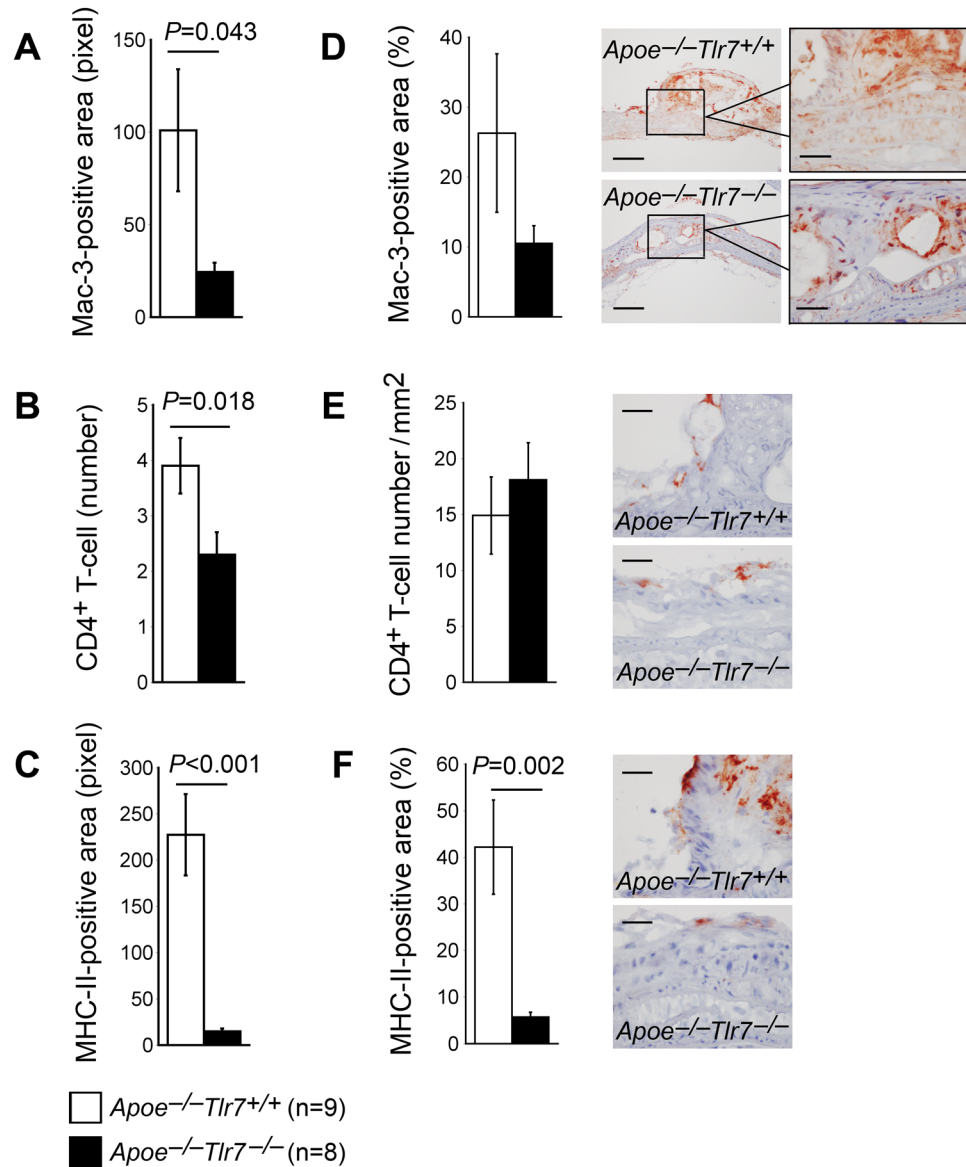 A
Mac-3-positive area (pixel)
P=0.043
150
100
50
0
D
Mac-3-positive area (%)
40
30
20
10
0
Apoe–/–Tlr7+/+
Apoe–/–Tlr7–/–
B
CD4+ T-cell (number)
P=0.018
5
4
3
2
1
0
E
CD4+ T-cell number /mm2
25
20
15
10
5
0
Apoe–/–Tlr7+/+
Apoe–/–Tlr7–/–
C
MHC-II-positive area (pixel)
P<0.001
300
250
200
150
100
50
0
F
MHC-II-positive area (%)
P=0.002
60
50
40
30
20
10
0
Apoe–/–Tlr7+/+
Apoe–/–Tlr7–/–
Apoe–/–Tlr7+/+ (n=9)
Apoe–/–Tlr7–/– (n=8)